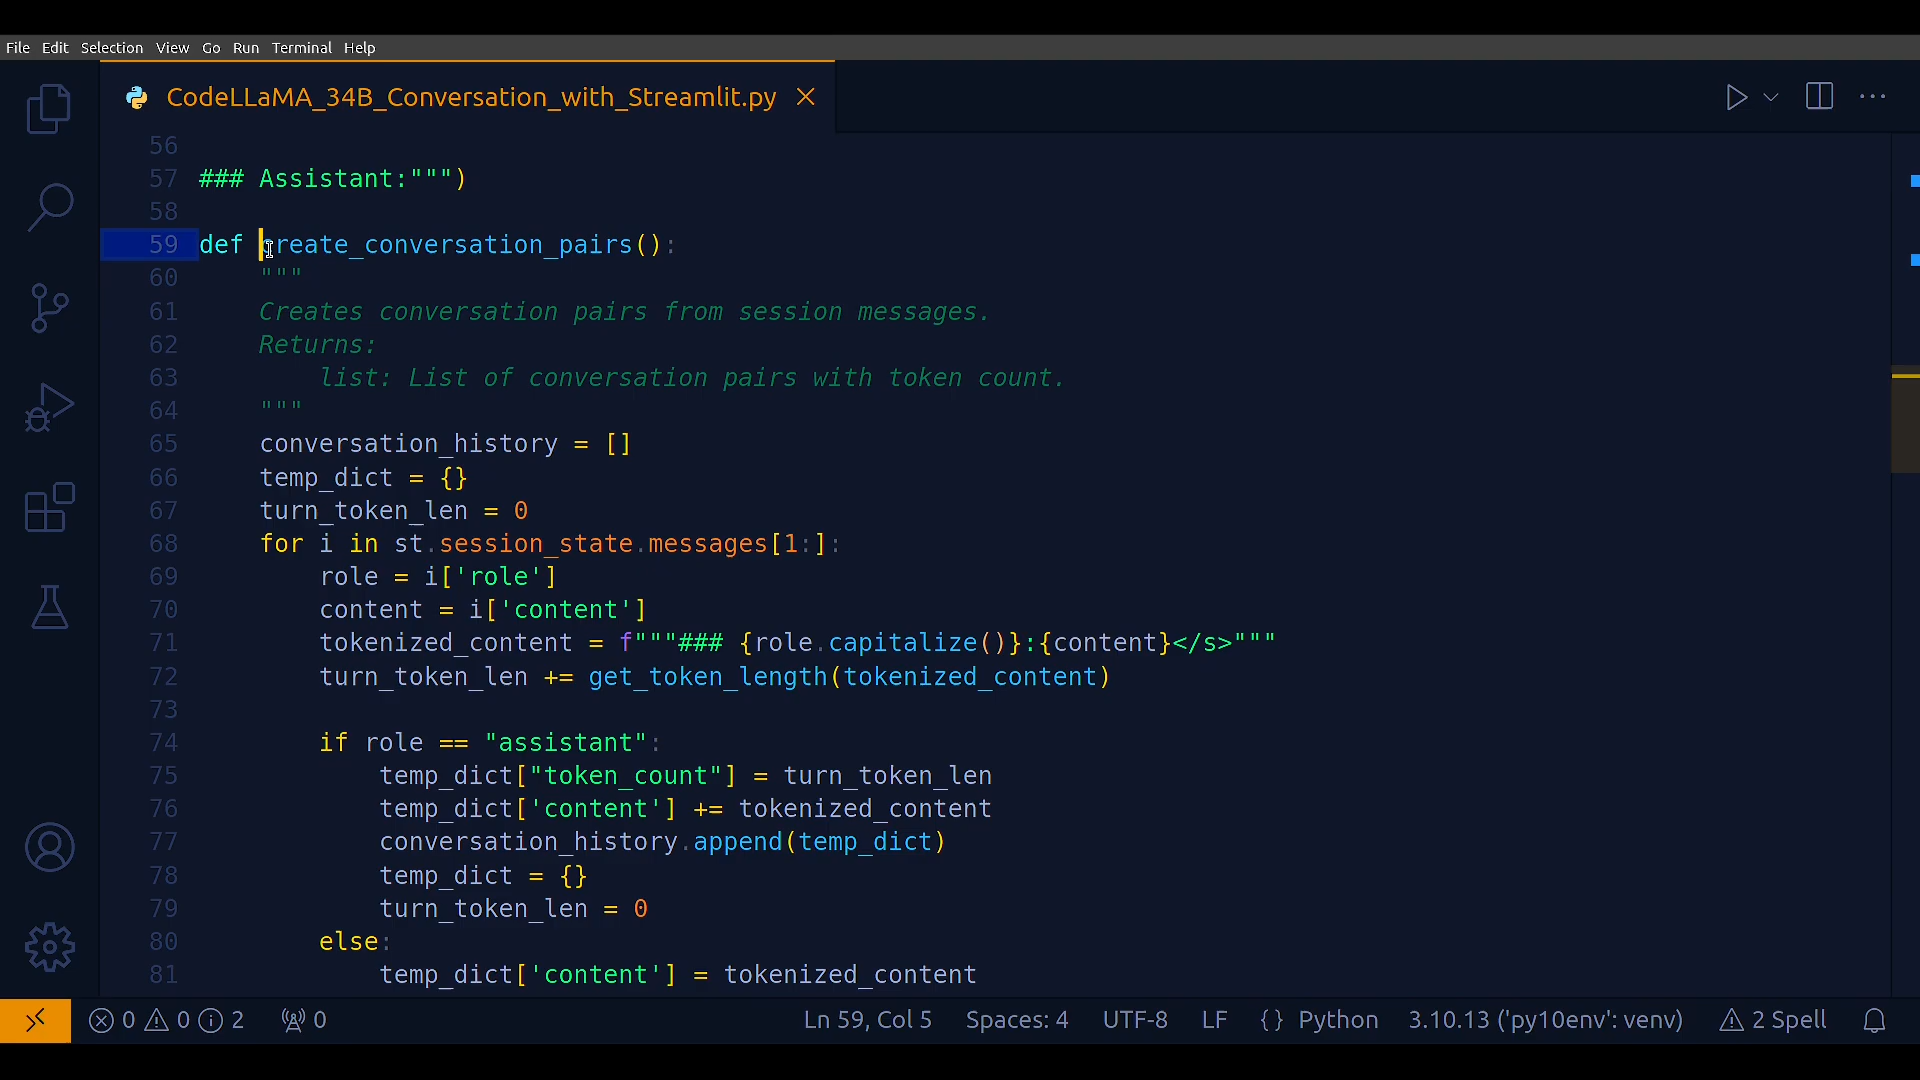 File Edit Selection View Go Run Terminal Help
CodeLLaMA_34B_Conversation_with_Streamlit.py
56
57 ### Assistant:""")
58
59 def create_conversation_pairs():
60     """
61     Creates conversation pairs from session messages.
62     Returns:
63         list: List of conversation pairs with token count.
64     """
65     conversation_history = []
66     temp_dict = {}
67     turn_token_len = 0
68     for i in st.session_state.messages[1:]:
69         role = i['role']
70         content = i['content']
71         tokenized_content = f"""### {role.capitalize()}:{content}</s>"""
72         turn_token_len += get_token_length(tokenized_content)
73
74         if role == "assistant":
75             temp_dict["token_count"] = turn_token_len
76             temp_dict['content'] += tokenized_content
77             conversation_history.append(temp_dict)
78             temp_dict = {}
79             turn_token_len = 0
80         else:
81             temp_dict['content'] = tokenized_content
0 0 2 0 Ln 59, Col 5 Spaces: 4 UTF-8 LF {} Python 3.10.13 ('py10env': venv) 2 Spell